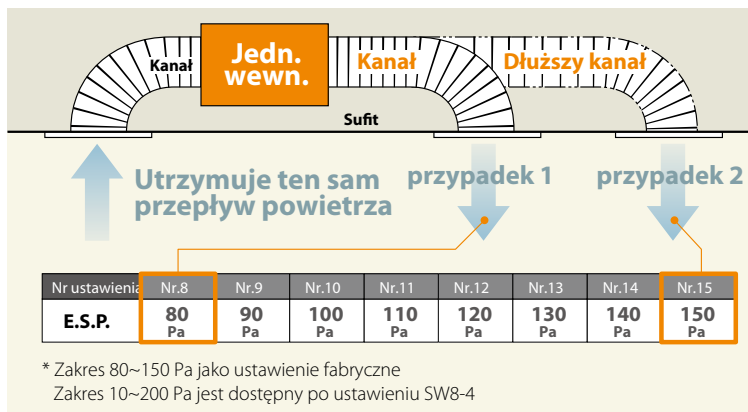 Kanał
Jedn.
wewn.
Kanał
Dłuższy kanał
Sufit
Utrzymuje ten sam
przepływ powietrza
przypadek 1
przypadek 2
Nr ustawienia Nr.8 Nr.9 Nr.10 Nr.11 Nr.12 Nr.13 Nr.14 Nr.15
E.S.P. 80 90 100 110 120 130 140 150
Pa Pa Pa Pa Pa Pa Pa Pa
* Zakres 80~150 Pa jako ustawienie fabryczne
Zakres 10~200 Pa jest dostępny po ustawieniu SW8-4